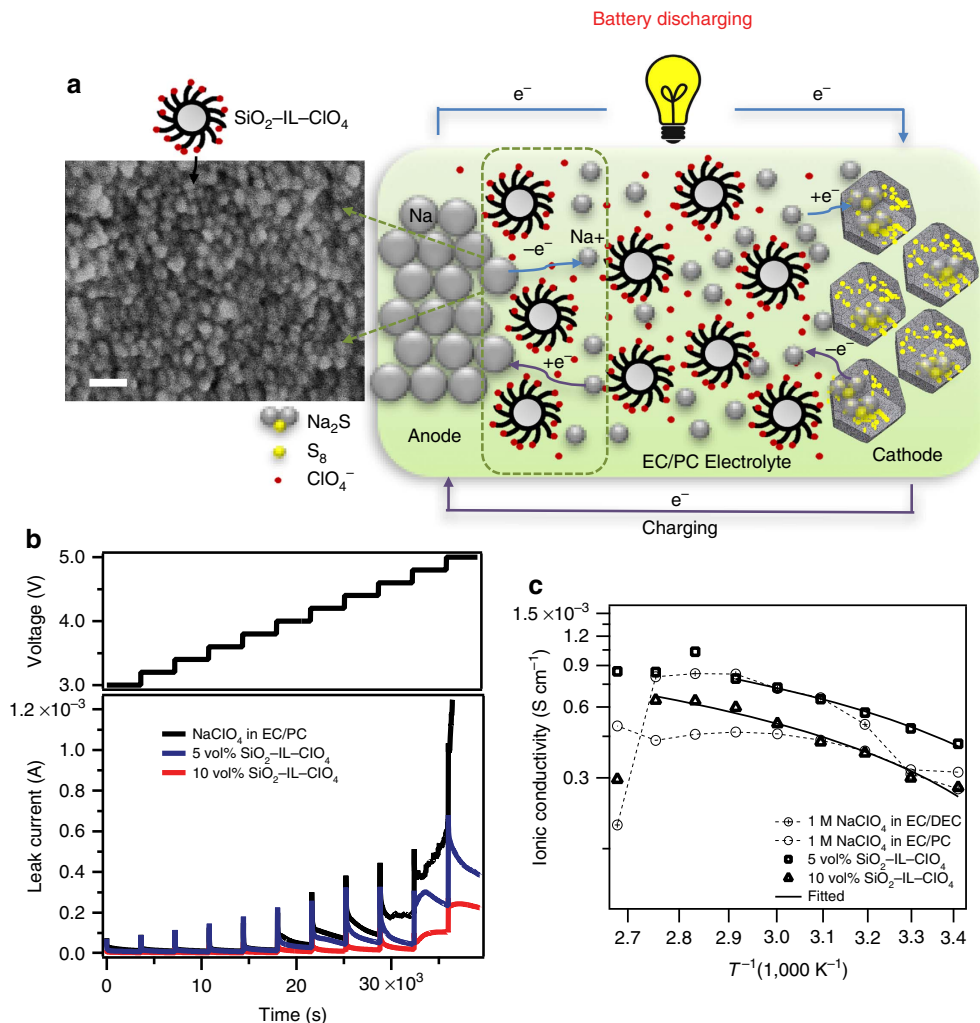 Battery discharging
a
e⁻
e⁻
SiO₂–IL–ClO₄
Na
–e⁻
Na+
+e⁻
+e⁻
–e⁻
Na₂S
S₈
ClO₄⁻
Anode
EC/PC Electrolyte
Cathode
e⁻
Charging
b
5.0
4.0
3.0
Voltage (V)
1.2 ×10⁻³
1.0
0.8
0.6
0.4
0.2
0.0
Leak current (A)
NaClO₄ in EC/PC
5 vol% SiO₂–IL–ClO₄
10 vol% SiO₂–IL–ClO₄
0
10
20
30 ×10³
Time (s)
c
1.5 ×10⁻³
1.2
0.9
0.6
0.3
Ionic conductivity (S cm⁻¹)
1 M NaClO₄ in EC/DEC
1 M NaClO₄ in EC/PC
5 vol% SiO₂–IL–ClO₄
10 vol% SiO₂–IL–ClO₄
Fitted
2.7
2.8
2.9
3.0
3.1
3.2
3.3
3.4
T⁻¹(1,000 K⁻¹)